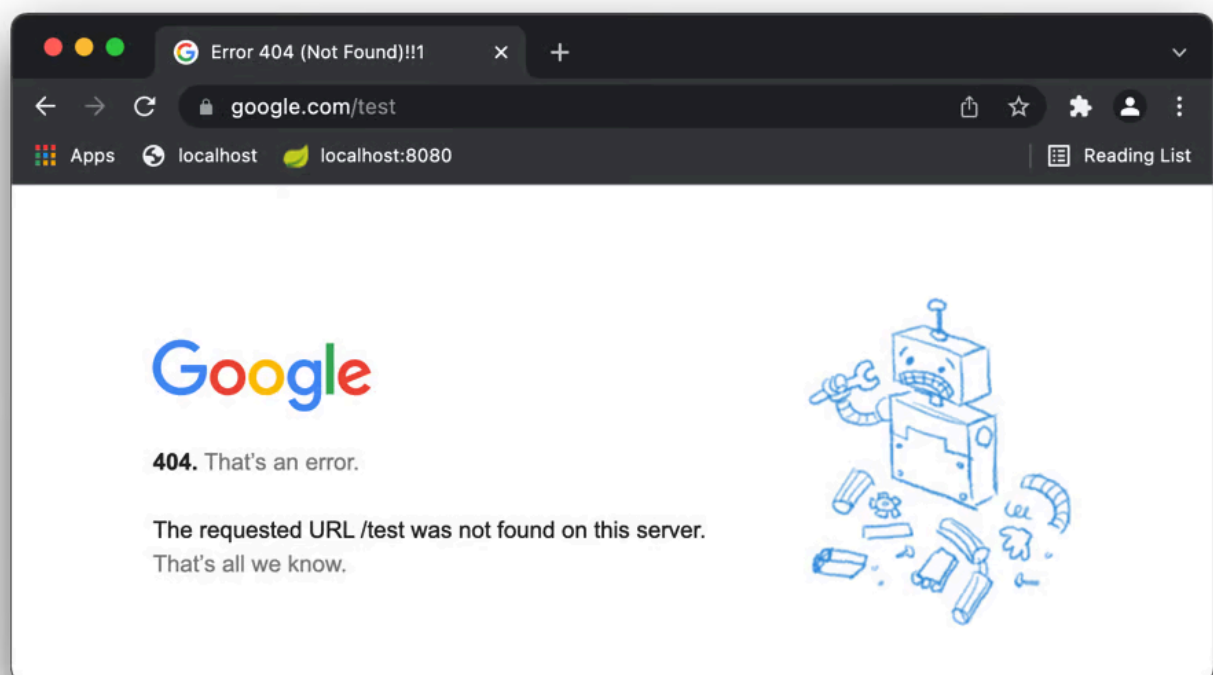 Error 404 (Not Found)!!1
google.com/test
Apps localhost localhost:8080 Reading List
Google
404. That's an error.
The requested URL /test was not found on this server.
That's all we know.